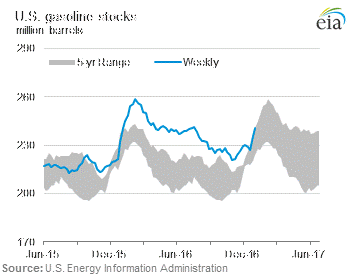 U.S. gasoline stocks
million barrels
eia
290
5-yr Range
Weekly
260
230
200
170
Jun-15
Dec-15
Jun-16
Dec-16
Jun-17
Source: U.S. Energy Information Administration